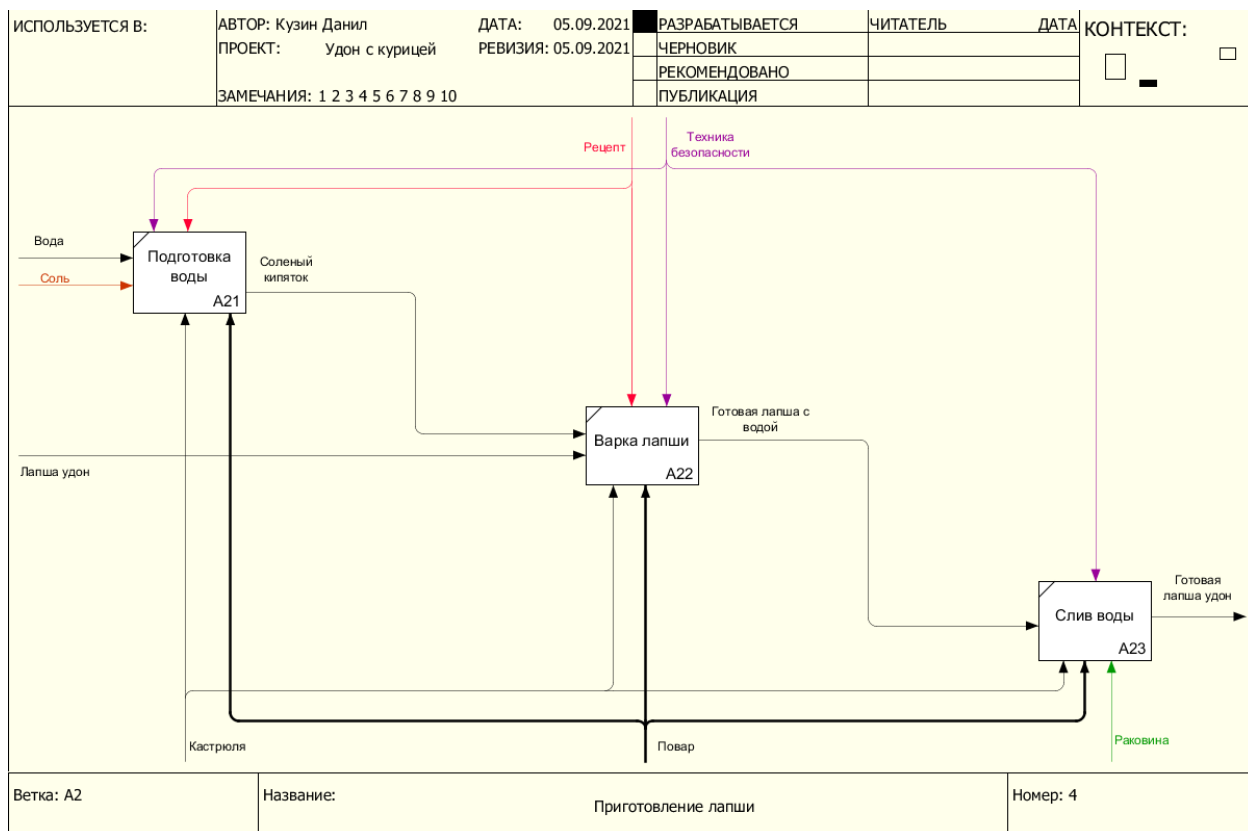 ИСПОЛЬЗУЕТСЯ В:
АВТОР: Кузин Данил
ДАТА: 05.09.2021
РАЗРАБАТЫВАЕТСЯ
ЧИТАТЕЛЬ
ДАТА
КОНТЕКСТ:
ПРОЕКТ: Удон с курицей
РЕВИЗИЯ: 05.09.2021
ЧЕРНОВИК
РЕКОМЕНДОВАНО
ЗАМЕЧАНИЯ: 1 2 3 4 5 6 7 8 9 10
ПУБЛИКАЦИЯ
Рецепт
Техника
безопасности
Вода
Соль
Подготовка
воды
A21
Соленый
кипяток
Лапша удон
Варка лапши
A22
Готовая лапша с
водой
Слив воды
A23
Готовая
лапша удон
Кастрюля
Повар
Раковина
Ветка: A2
Название:
Приготовление лапши
Номер: 4